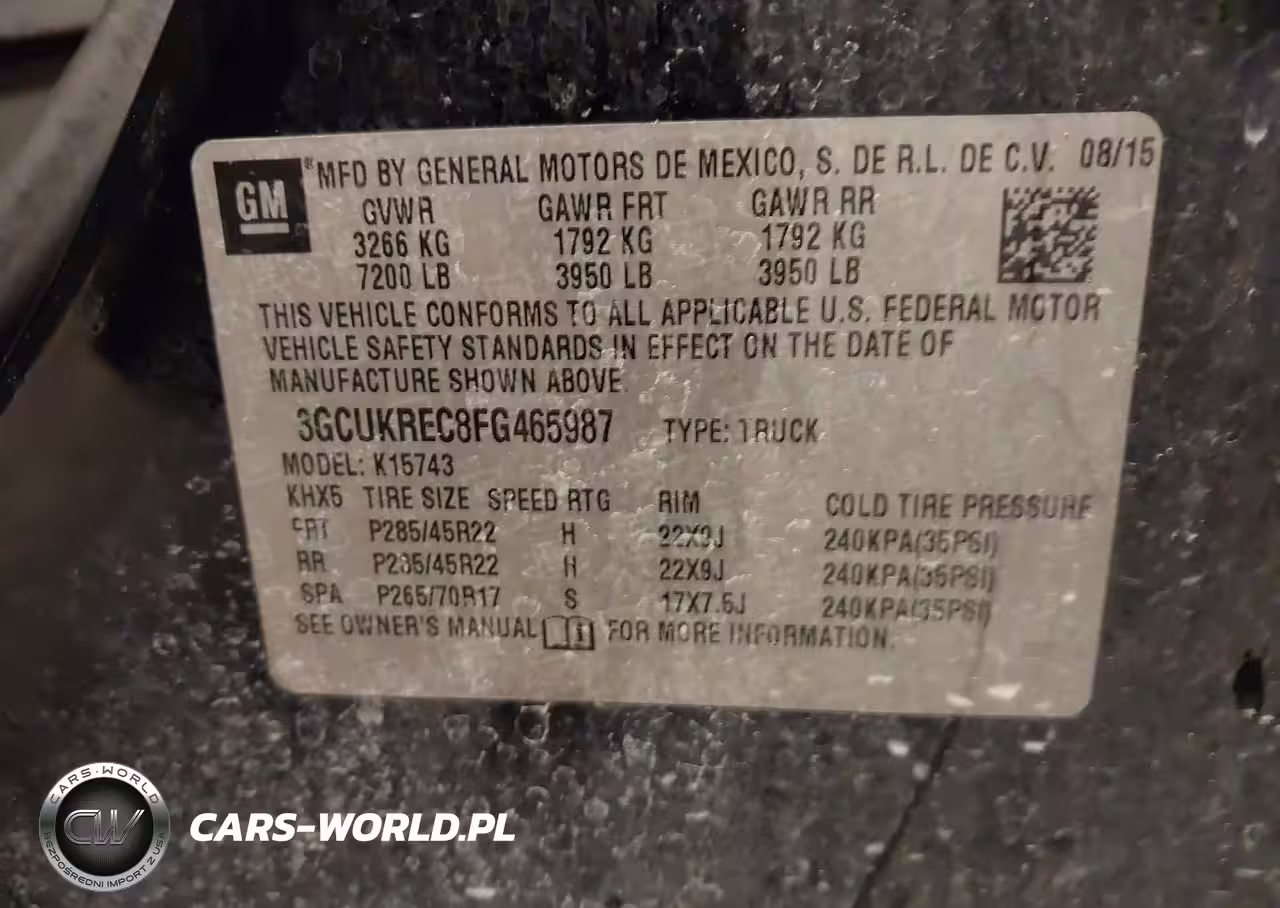 GM
® MFD BY GENERAL MOTORS DE MEXICO, S. DE R.L. DE C.V. 08/15
GVWR GAWR FRT GAWR RR
3266 KG 1792 KG 1792 KG
7200 LB 3950 LB 3950 LB
THIS VEHICLE CONFORMS TO ALL APPLICABLE U.S. FEDERAL MOTOR
VEHICLE SAFETY STANDARDS IN EFFECT ON THE DATE OF
MANUFACTURE SHOWN ABOVE
3GCUKREC8FG465987 TYPE: TRUCK
MODEL: K15743
KHX5 TIRE SIZE SPEED RTG RIM COLD TIRE PRESSURE
FRT P285/45R22 H 22X9J 240KPA(35PSI)
RR P285/45R22 H 22X9J 240KPA(35PSI)
SPA P265/70R17 S 17X7.5J 240KPA(35PSI)
SEE OWNER'S MANUAL FOR MORE INFORMATION.
CARS-WORLD
CW
BEZPOŚREDNI IMPORT Z USA
CARS-WORLD.PL